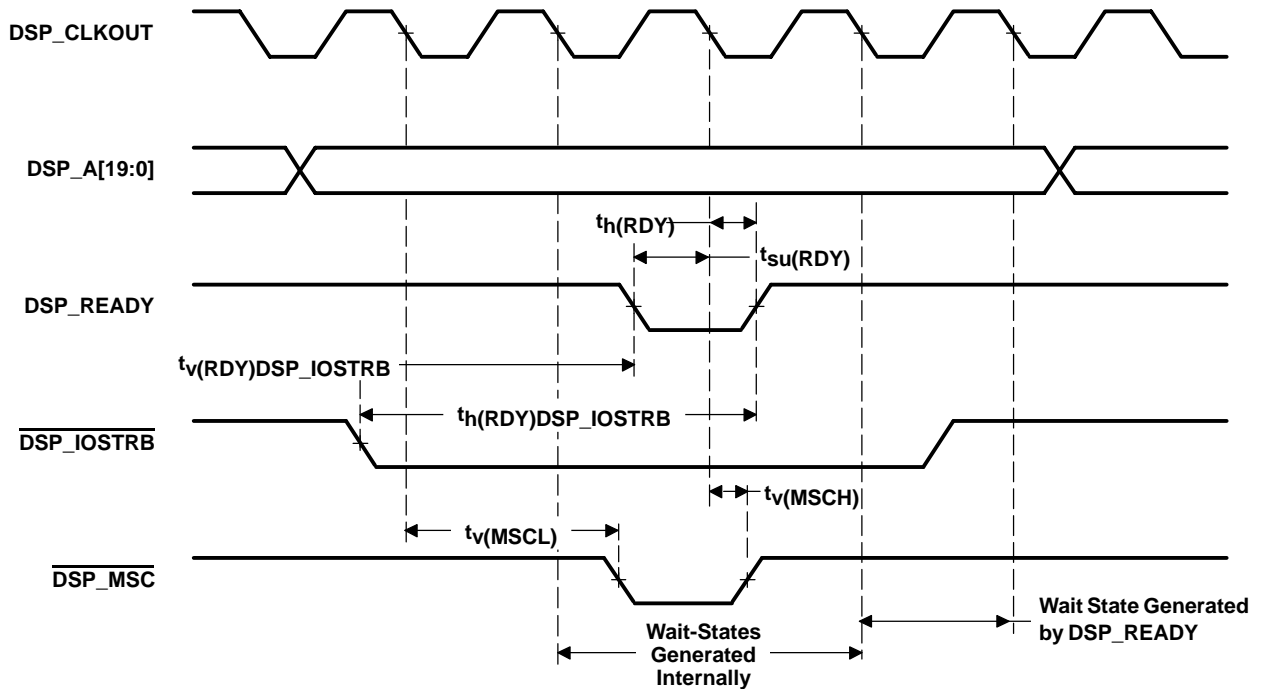 DSP_CLKOUT
DSP_A[19:0]
th(RDY)
tsu(RDY)
DSP_READY
tv(RDY)DSP_IOSTRB
th(RDY)DSP_IOSTRB
DSP_IOSTRB
tv(MSCH)
tv(MSCL)
DSP_MSC
Wait-States
Generated
Internally
Wait State Generated
by DSP_READY